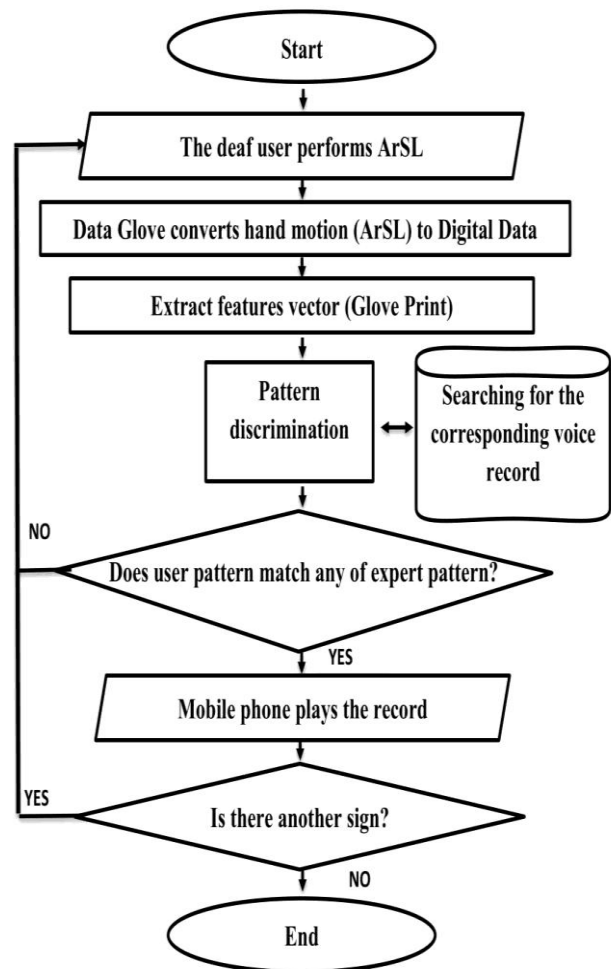 Start
The deaf user performs ArSL
Data Glove converts hand motion (ArSL) to Digital Data
Extract features vector (Glove Print)
Pattern
discrimination
Searching for the
corresponding voice
record
NO
Does user pattern match any of expert pattern?
YES
Mobile phone plays the record
YES
Is there another sign?
NO
End